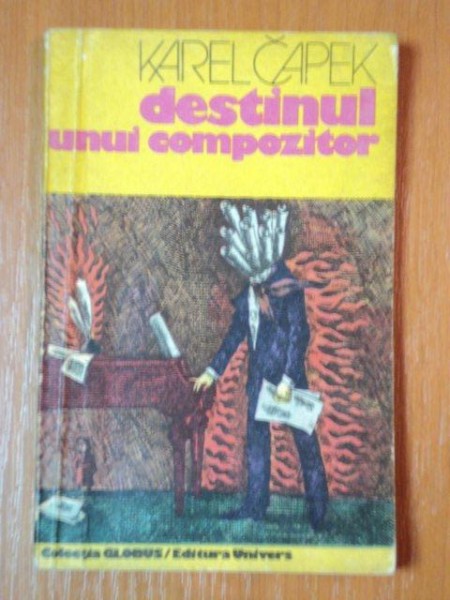 KAREL ČAPEK
destinul
unui compozitor
Colecția GLOBUS/Editura Univers